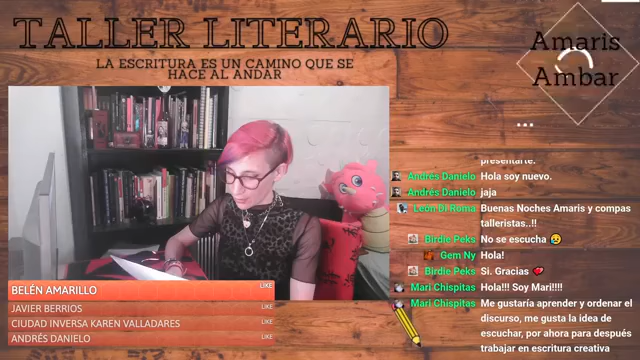 TALLER LITERARIO
LA ESCRITURA ES UN CAMINO QUE SE
HACE AL ANDAR
Amaris
Ambar
...
presentarte.
Andrés Danielo Hola soy nuevo.
Andrés Danielo jaja
León Di Roma Buenas Noches Amaris y compas
talleristas..!!
Birdie Peks No se escucha 😢
Gem Ny Hola!
Birdie Peks Si. Gracias 💕
Mari Chispitas Hola!!! Soy Mari!!!!
Mari Chispitas Me gustaría aprender y ordenar el
discurso, me gusta la idea de
escuchar, por ahora para después
trabajar en escritura creativa
BELÉN AMARILLO LIKE
JAVIER BERRIOS LIKE
CIUDAD INVERSA KAREN VALLADARES LIKE
ANDRÉS DANIELO LIKE